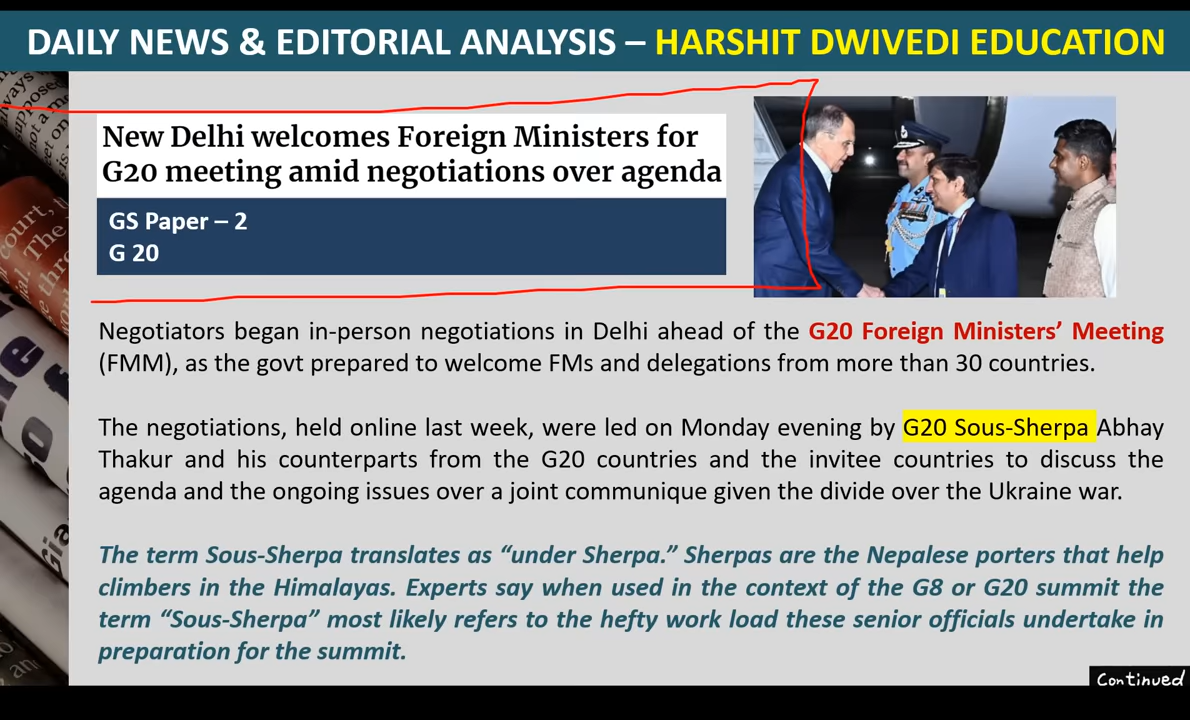 DAILY NEWS & EDITORIAL ANALYSIS – HARSHIT DWIVEDI EDUCATION
New Delhi welcomes Foreign Ministers for
G20 meeting amid negotiations over agenda
GS Paper – 2
G 20
Negotiators began in-person negotiations in Delhi ahead of the G20 Foreign Ministers’ Meeting
(FMM), as the govt prepared to welcome FMs and delegations from more than 30 countries.
The negotiations, held online last week, were led on Monday evening by G20 Sous-Sherpa Abhay
Thakur and his counterparts from the G20 countries and the invitee countries to discuss the
agenda and the ongoing issues over a joint communique given the divide over the Ukraine war.
The term Sous-Sherpa translates as “under Sherpa.” Sherpas are the Nepalese porters that help
climbers in the Himalayas. Experts say when used in the context of the G8 or G20 summit the
term “Sous-Sherpa” most likely refers to the hefty work load these senior officials undertake in
preparation for the summit.
Continued